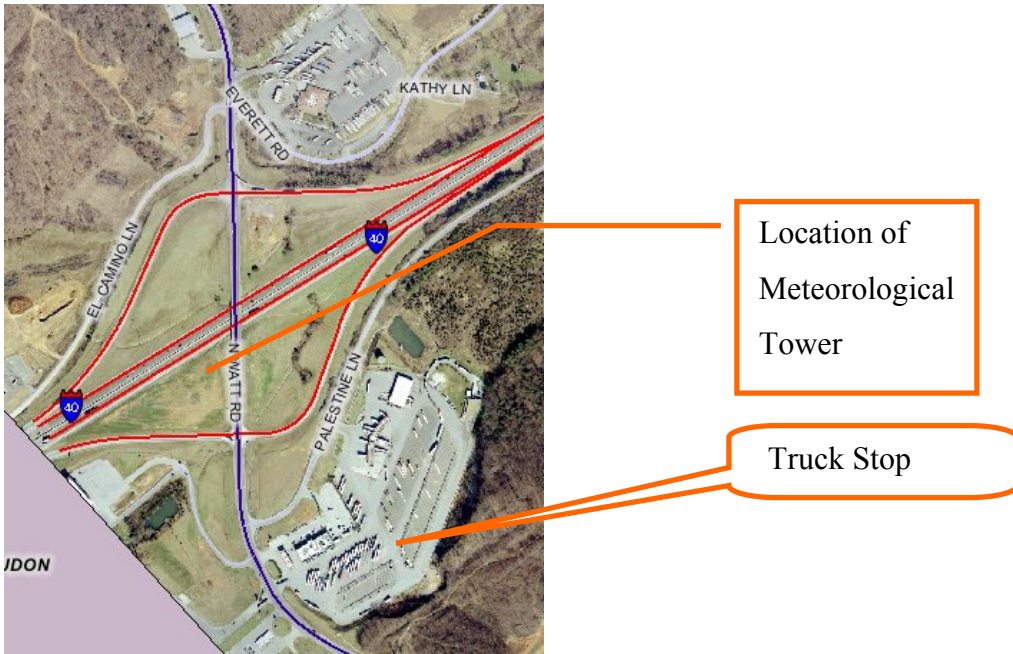 KATHY LN
EVERETT RD
EL CAMINO LN
40
N WATT RD
PALESTINE LN
40
UDON
Location of
Meteorological
Tower
Truck Stop